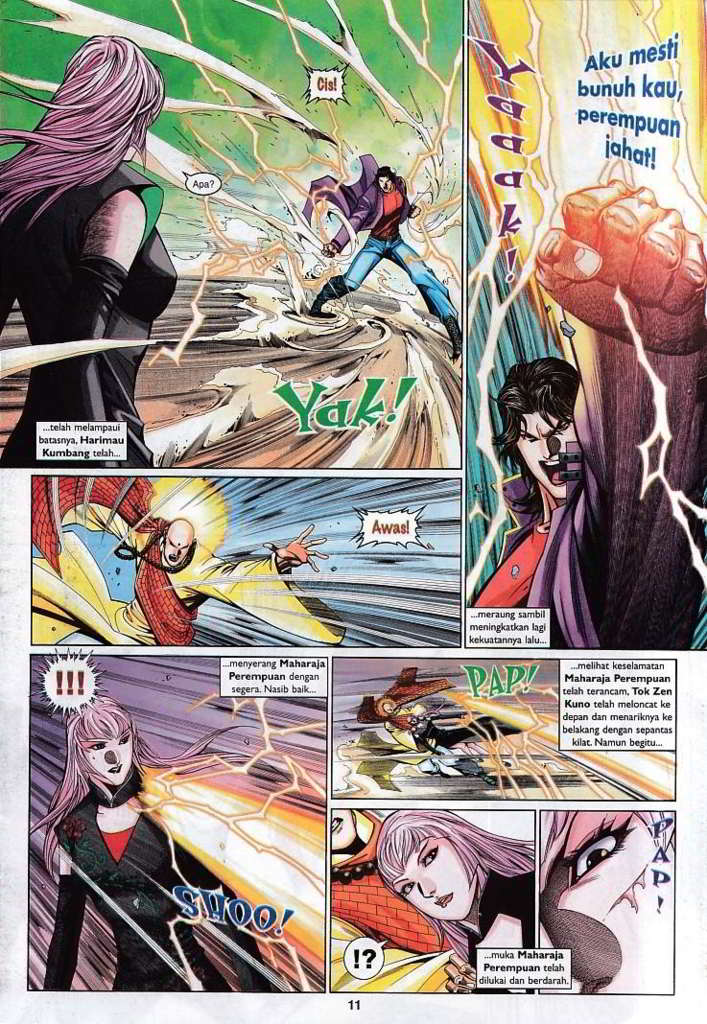 Cis!
Apa?
Yak!
...telah melampaui
batasnya, Harimau
Kumbang telah...
Yaaak!
Aku mesti
bunuh kau,
perempuan
jahat!
...meraung sambil
meningkatkan lagi
kekuatannya lalu...
Awas!
!!!
...menyerang Maharaja
Perempuan dengan
segera. Nasib baik...
SHOO!
PAP!
...melihat keselamatan
Maharaja Perempuan
telah terancam, Tok Zen
Kuno telah meloncat ke
depan dan menariknya ke
belakang dengan sepantas
kilat. Namun begitu...
!?
PAP!
...muka Maharaja
Perempuan telah
dilukai dan berdarah.
11